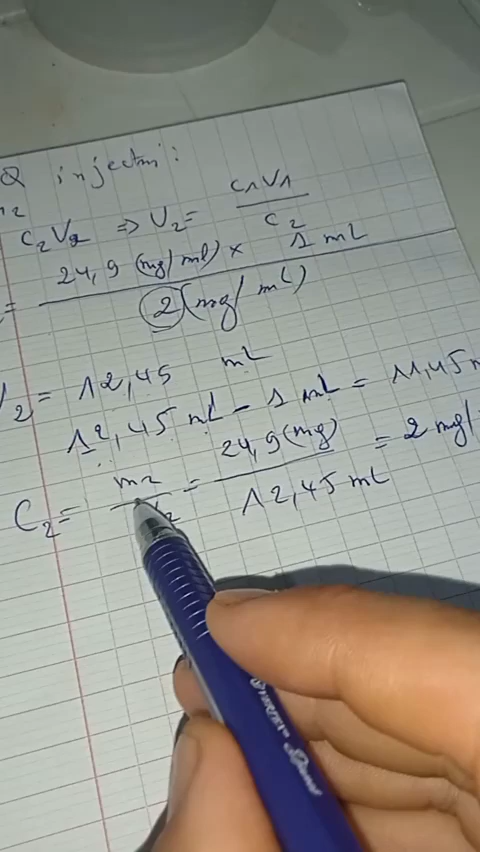 Q injecti :
C2V2 => V2 = C1V1 / C2
= 24,9 (mg/ml) × 1 mL / 2 (mg/mL)
V2 = 12,45 mL
12,45 mL - 1 mL = 11,45 m
C2 = m2 / V2 = 24,9 (mg) / 12,45 mL = 2 mg/